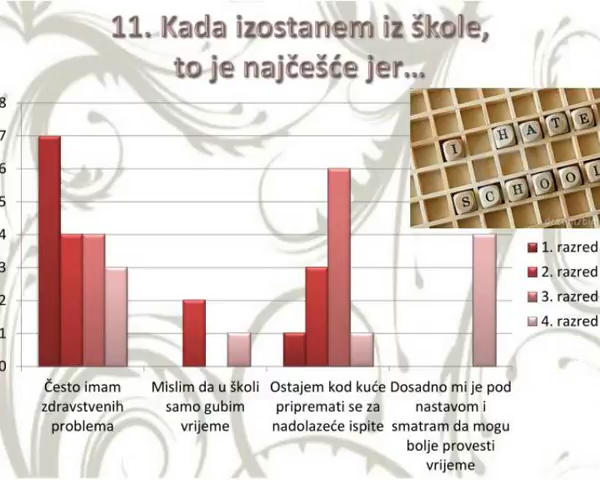 11. Kada izostanem iz škole,
to je najčešće jer...
8
7
6
5
4
3
2
1
0
I HATE
SCHOOL
1. razred
2. razred
3. razred
4. razred
Često imam
zdravstvenih
problema
Mislim da u školi
samo gubim
vrijeme
Ostajem kod kuće
pripremati se za
nadolazeće ispite
Dosadno mi je pod
nastavom i
smatram da mogu
bolje provesti
vrijeme